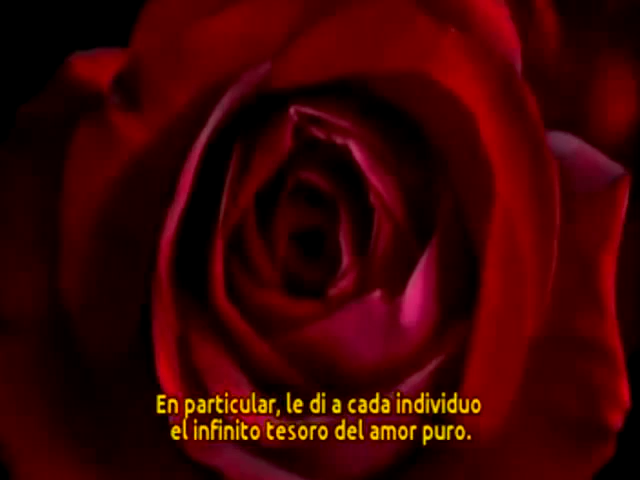 En particular, le di a cada individuo
el infinito tesoro del amor puro.